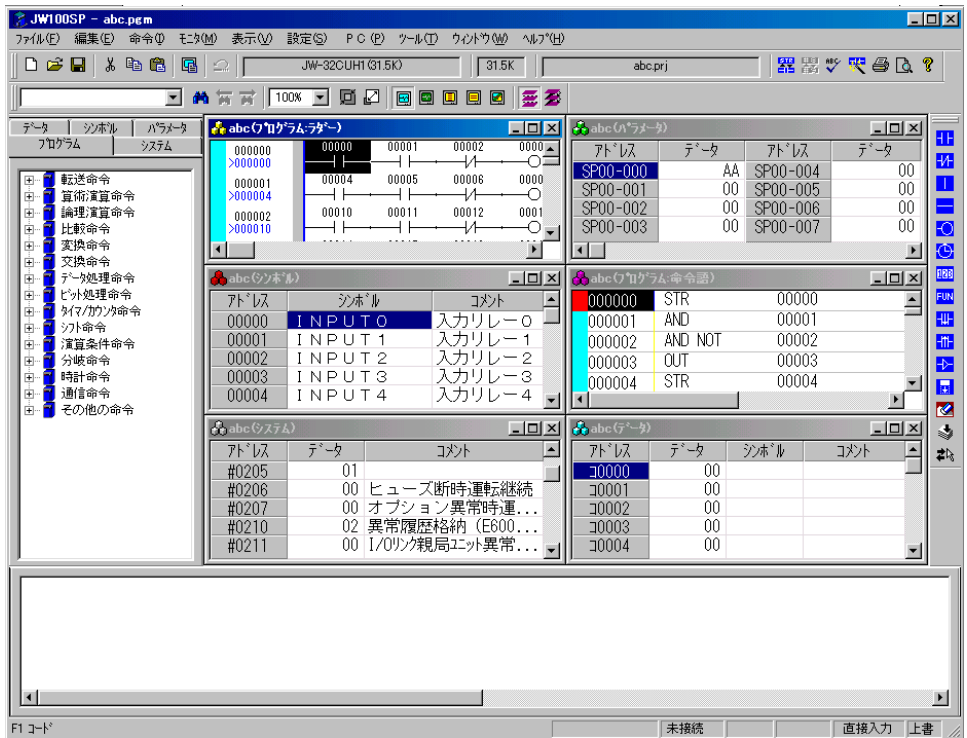 JW100SP - abc.pgm
ﾌｧｲﾙ(F) 編集(E) 命令(I) ﾓﾆﾀ(M) 表示(V) 設定(S) ＰＣ(P) ﾂｰﾙ(T) ｳｨﾝﾄﾞｳ(W) ﾍﾙﾌﾟ(H)
JW-32CUH1(31.5K) 31.5K abc.prj
100%
ﾃﾞｰﾀ ｼﾝﾎﾞﾙ ﾊﾟﾗﾒｰﾀ
ﾌﾟﾛｸﾞﾗﾑ ｼｽﾃﾑ
転送命令
算術演算命令
論理演算命令
比較命令
変換命令
交換命令
ﾃﾞｰﾀ処理命令
ﾋﾞｯﾄ処理命令
ﾀｲﾏ/ｶｳﾝﾀ命令
ｼﾌﾄ命令
演算条件命令
分岐命令
時計命令
通信命令
その他の命令
abc(ﾌﾟﾛｸﾞﾗﾑ:ﾗﾀﾞｰ)
000000 00000 00001 00002 0000
>000000
000001 00004 00005 00006 0000
>000004
000002 00010 00011 00012 0001
>000010
abc(ﾊﾟﾗﾒｰﾀ)
ｱﾄﾞﾚｽ ﾃﾞｰﾀ ｱﾄﾞﾚｽ ﾃﾞｰﾀ
SP00-000 AA SP00-004 00
SP00-001 00 SP00-005 00
SP00-002 00 SP00-006 00
SP00-003 00 SP00-007 00
abc(ｼﾝﾎﾞﾙ)
ｱﾄﾞﾚｽ ｼﾝﾎﾞﾙ ｺﾒﾝﾄ
00000 ＩＮＰＵＴ０ 入力リレー０
00001 ＩＮＰＵＴ１ 入力リレー１
00002 ＩＮＰＵＴ２ 入力リレー２
00003 ＩＮＰＵＴ３ 入力リレー３
00004 ＩＮＰＵＴ４ 入力リレー４
abc(ﾌﾟﾛｸﾞﾗﾑ:命令語)
000000 STR 00000
000001 AND 00001
000002 AND NOT 00002
000003 OUT 00003
000004 STR 00004
abc(ｼｽﾃﾑ)
ｱﾄﾞﾚｽ ﾃﾞｰﾀ ｺﾒﾝﾄ
#0205 01
#0206 00 ヒューズ断時運転継続
#0207 00 オプション異常時運...
#0210 02 異常履歴格納（E600...
#0211 00 I/Oﾘﾝｸ親局ﾕﾆｯﾄ異常...
abc(ﾃﾞｰﾀ)
ｱﾄﾞﾚｽ ﾃﾞｰﾀ ｼﾝﾎﾞﾙ ｺﾒﾝﾄ
ｺ0000 00
ｺ0001 00
ｺ0002 00
ｺ0003 00
ｺ0004 00
123
FUN
F1 ｺｰﾄﾞ 未接続 直接入力 上書